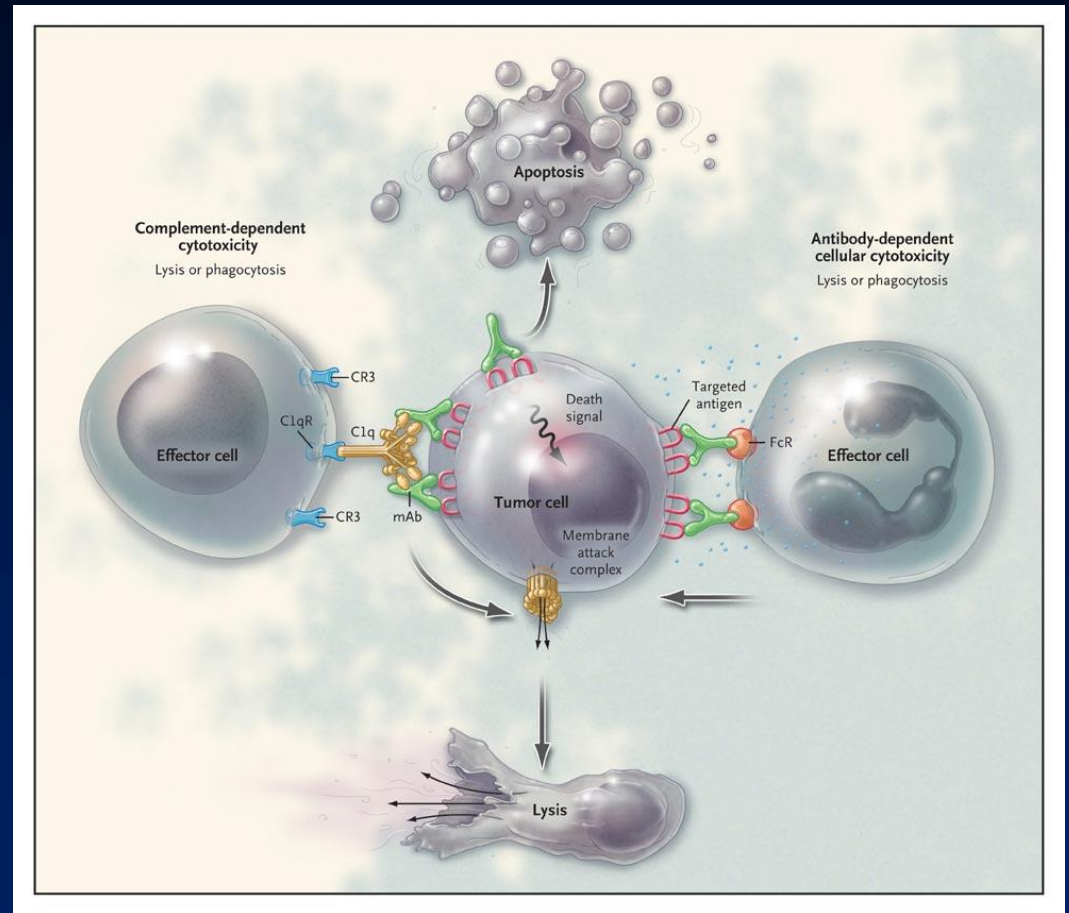 Apoptosis
Complement-dependent
cytotoxicity
Lysis or phagocytosis
Antibody-dependent
cellular cytotoxicity
Lysis or phagocytosis
CR3
C1qR
C1q
Effector cell
CR3
mAb
Death
signal
Tumor cell
Membrane
attack
complex
Targeted
antigen
FcR
Effector cell
Lysis